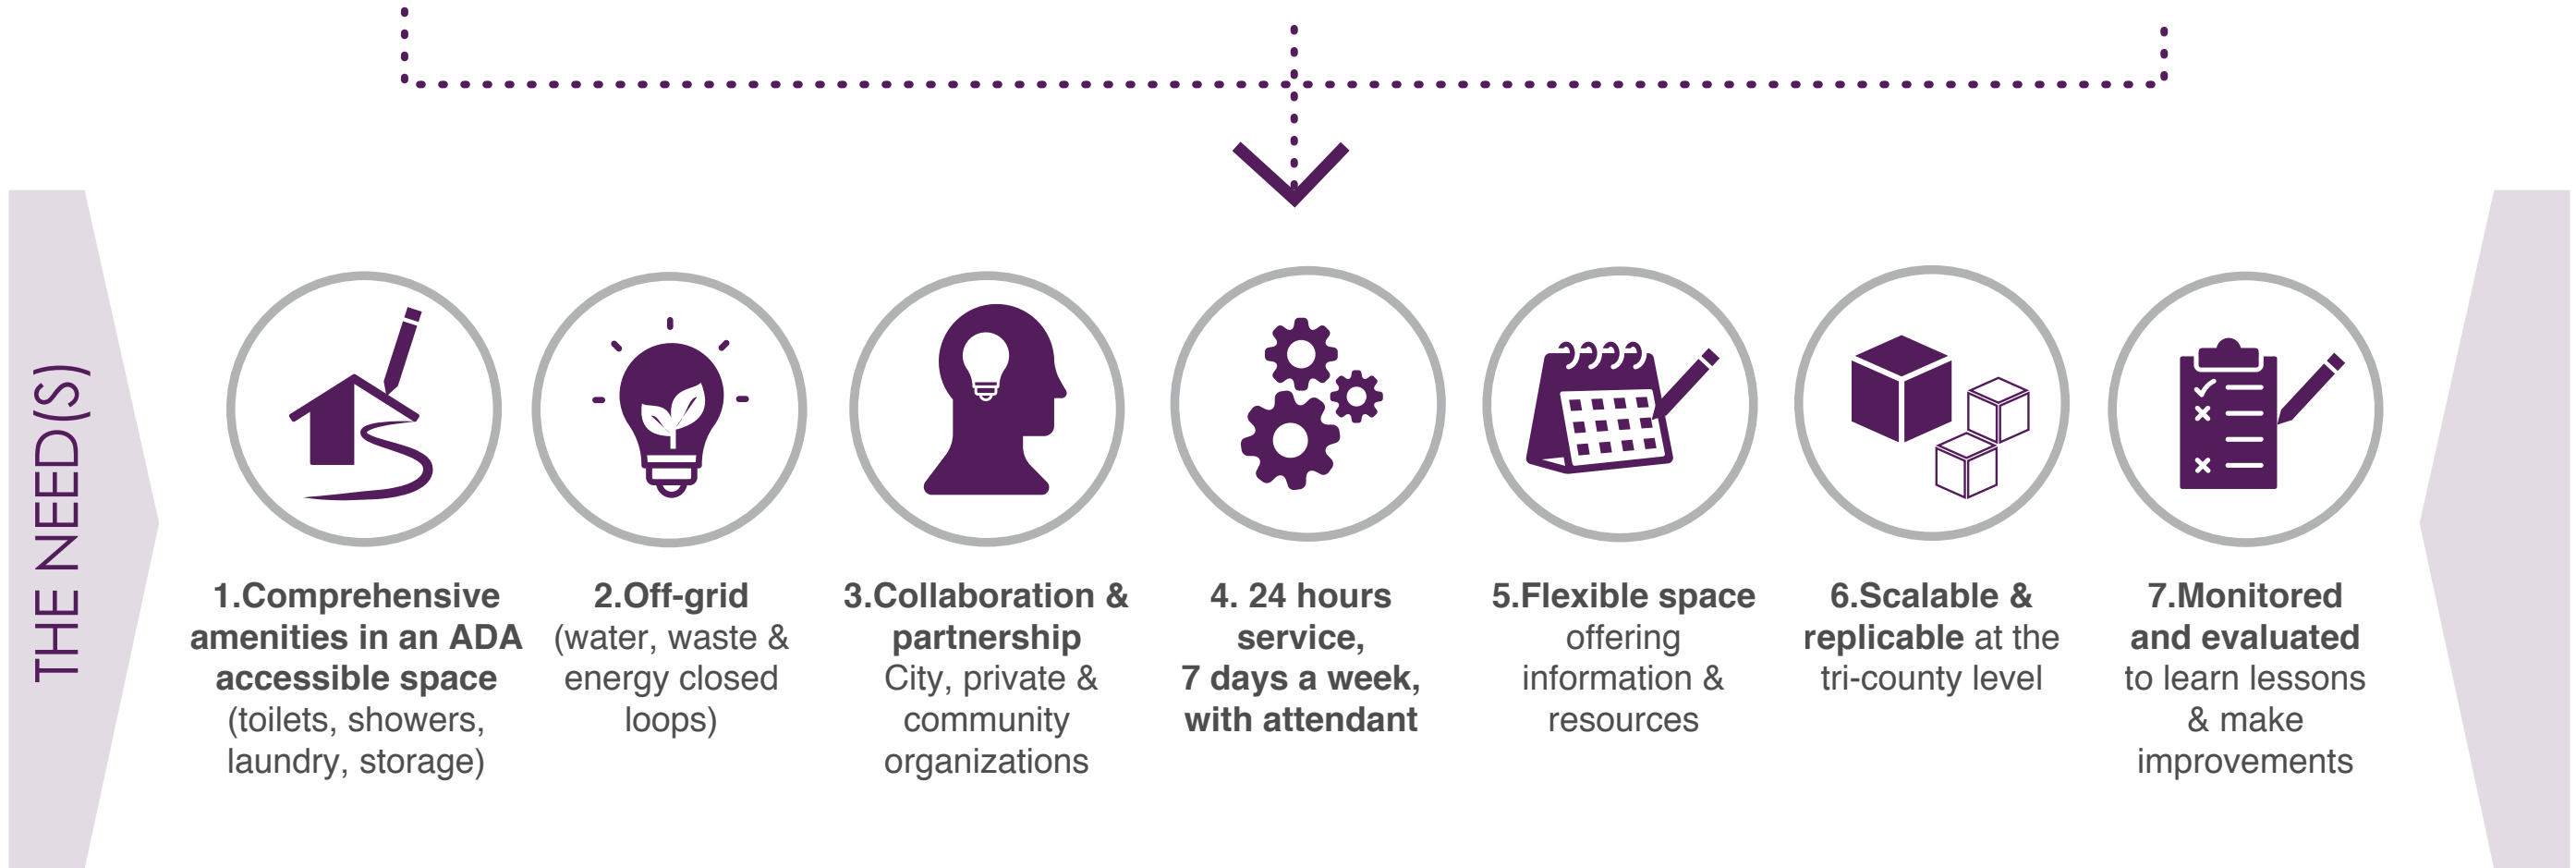 THE NEED(S)
1.Comprehensive
amenities in an ADA
accessible space
(toilets, showers,
laundry, storage)
2.Off-grid
(water, waste &
energy closed
loops)
3.Collaboration &
partnership
City, private &
community
organizations
4. 24 hours
service,
7 days a week,
with attendant
5.Flexible space
offering
information &
resources
6.Scalable &
replicable at the
tri-county level
7.Monitored
and evaluated
to learn lessons
& make
improvements